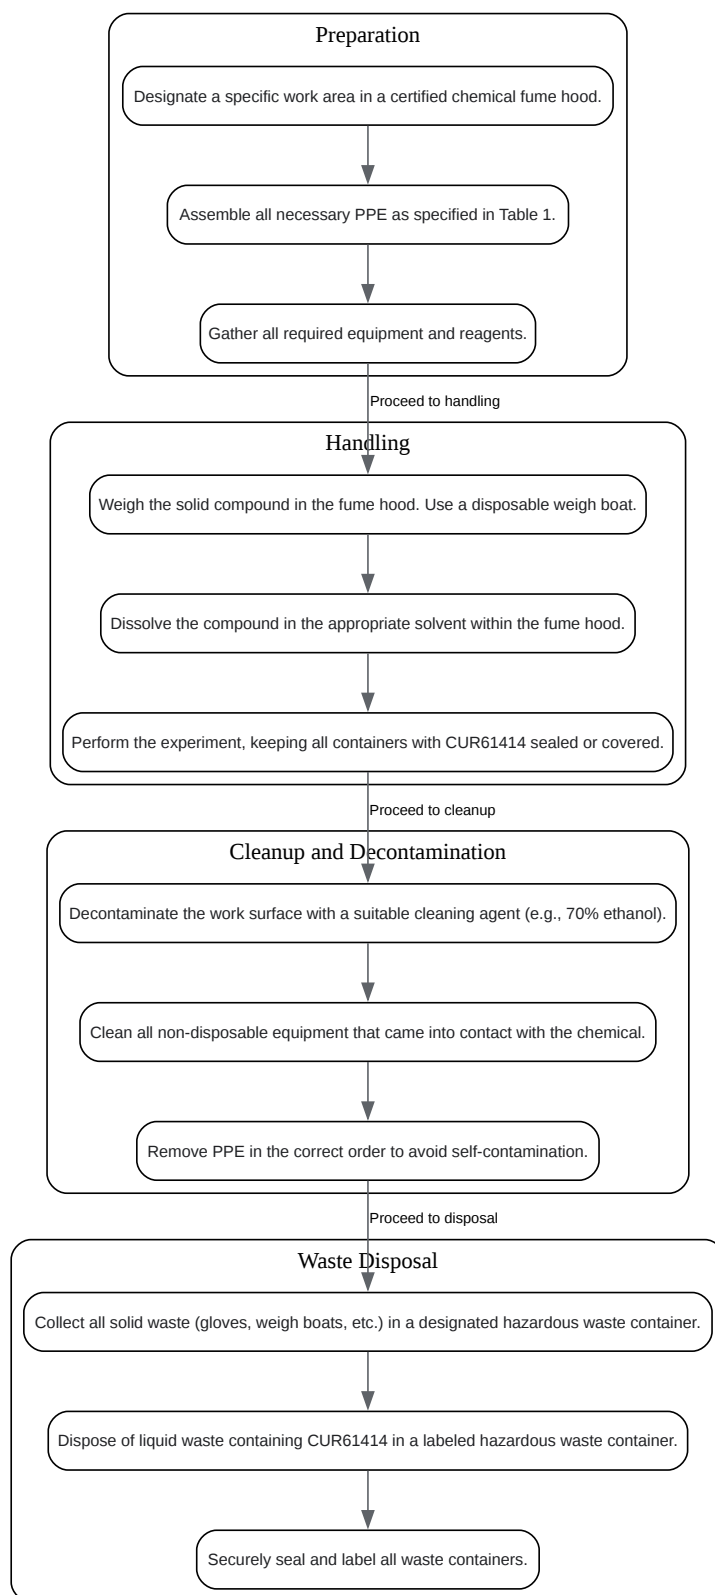 Preparation
Designate a specific work area in a certified chemical fume hood.
Assemble all necessary PPE as specified in Table 1.
Gather all required equipment and reagents.
Proceed to handling
Handling
Weigh the solid compound in the fume hood. Use a disposable weigh boat.
Dissolve the compound in the appropriate solvent within the fume hood.
Perform the experiment, keeping all containers with CUR61414 sealed or covered.
Proceed to cleanup
Cleanup and Decontamination
Decontaminate the work surface with a suitable cleaning agent (e.g., 70% ethanol).
Clean all non-disposable equipment that came into contact with the chemical.
Remove PPE in the correct order to avoid self-contamination.
Proceed to disposal
Waste Disposal
Collect all solid waste (gloves, weigh boats, etc.) in a designated hazardous waste container.
Dispose of liquid waste containing CUR61414 in a labeled hazardous waste container.
Securely seal and label all waste containers.